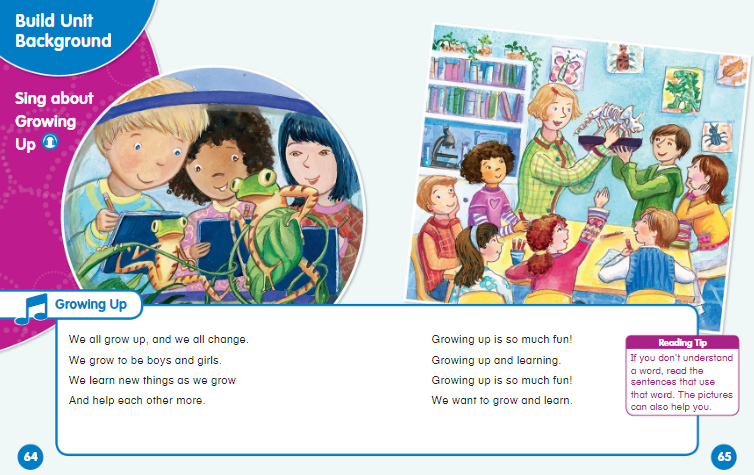 Build Unit
Background
Sing about
Growing
Up
Growing Up
We all grow up, and we all change.
We grow to be boys and girls.
We learn new things as we grow
And help each other more.
Growing up is so much fun!
Growing up and learning.
Growing up is so much fun!
We want to grow and learn.
Reading Tip
If you don't understand
a word, read the
sentences that use
that word. The pictures
can also help you.
64
65